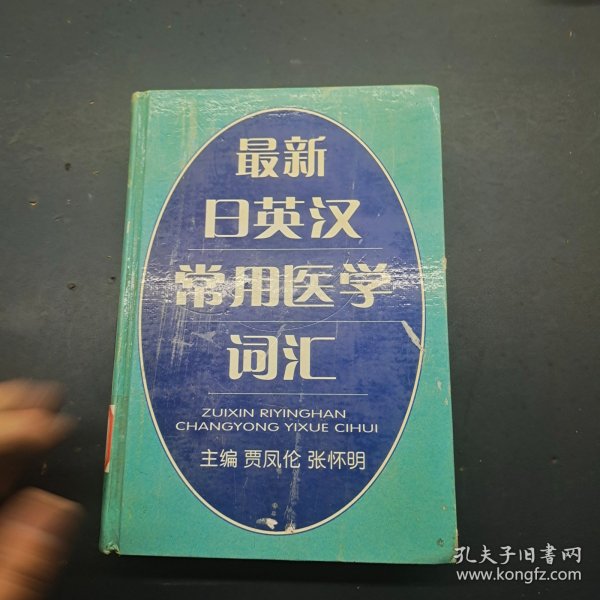 最新
日英汉
常用医学
词汇
ZUIXIN RIYINGHAN
CHANGYONG YIXUE CIHUI
主编 贾凤伦 张怀明
孔夫子旧书网
www.kongfz.com